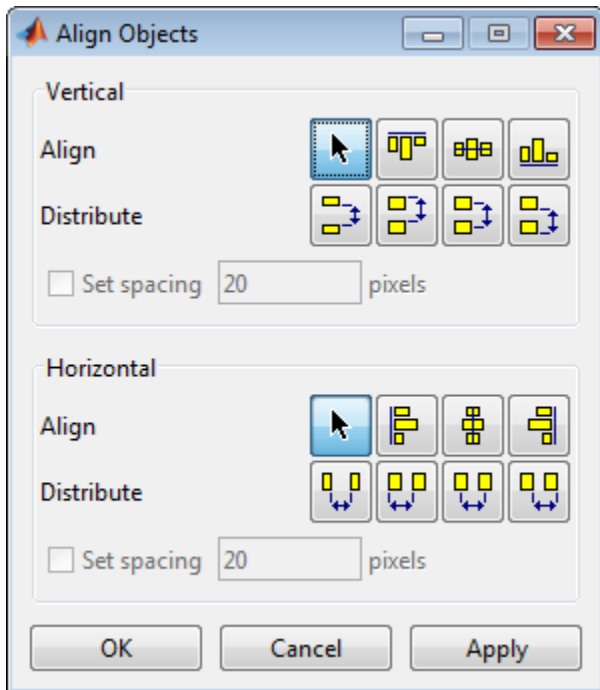 Align Objects
Vertical
Align
Distribute
Set spacing 20 pixels
Horizontal
Align
Distribute
Set spacing 20 pixels
OK Cancel Apply